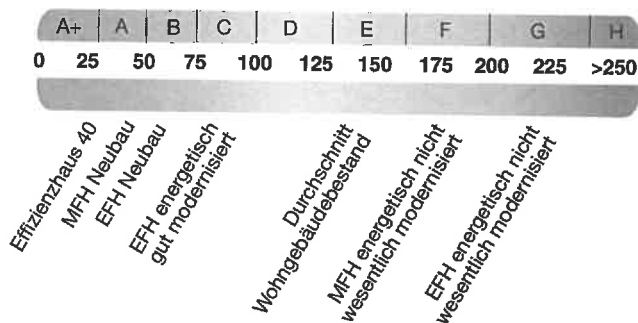 A+ A B C D E F G H
0 25 50 75 100 125 150 175 200 225 >250
Effizienzhaus 40
MFH Neubau
EFH Neubau
EFH energetisch
gut modernisiert
Durchschnitt
Wohngebäudebestand
MFH energetisch nicht
wesentlich modernisiert
EFH energetisch nicht
wesentlich modernisiert